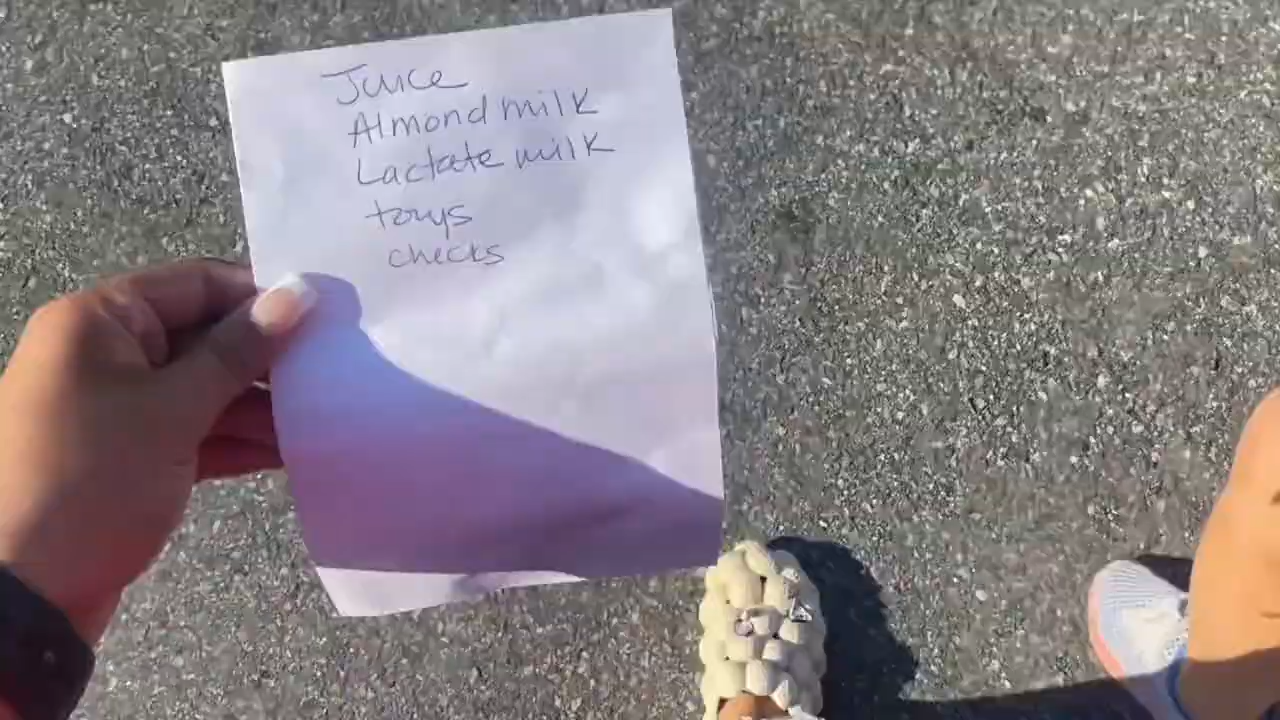 Juice
Almond milk
Lactate milk
toys
checks